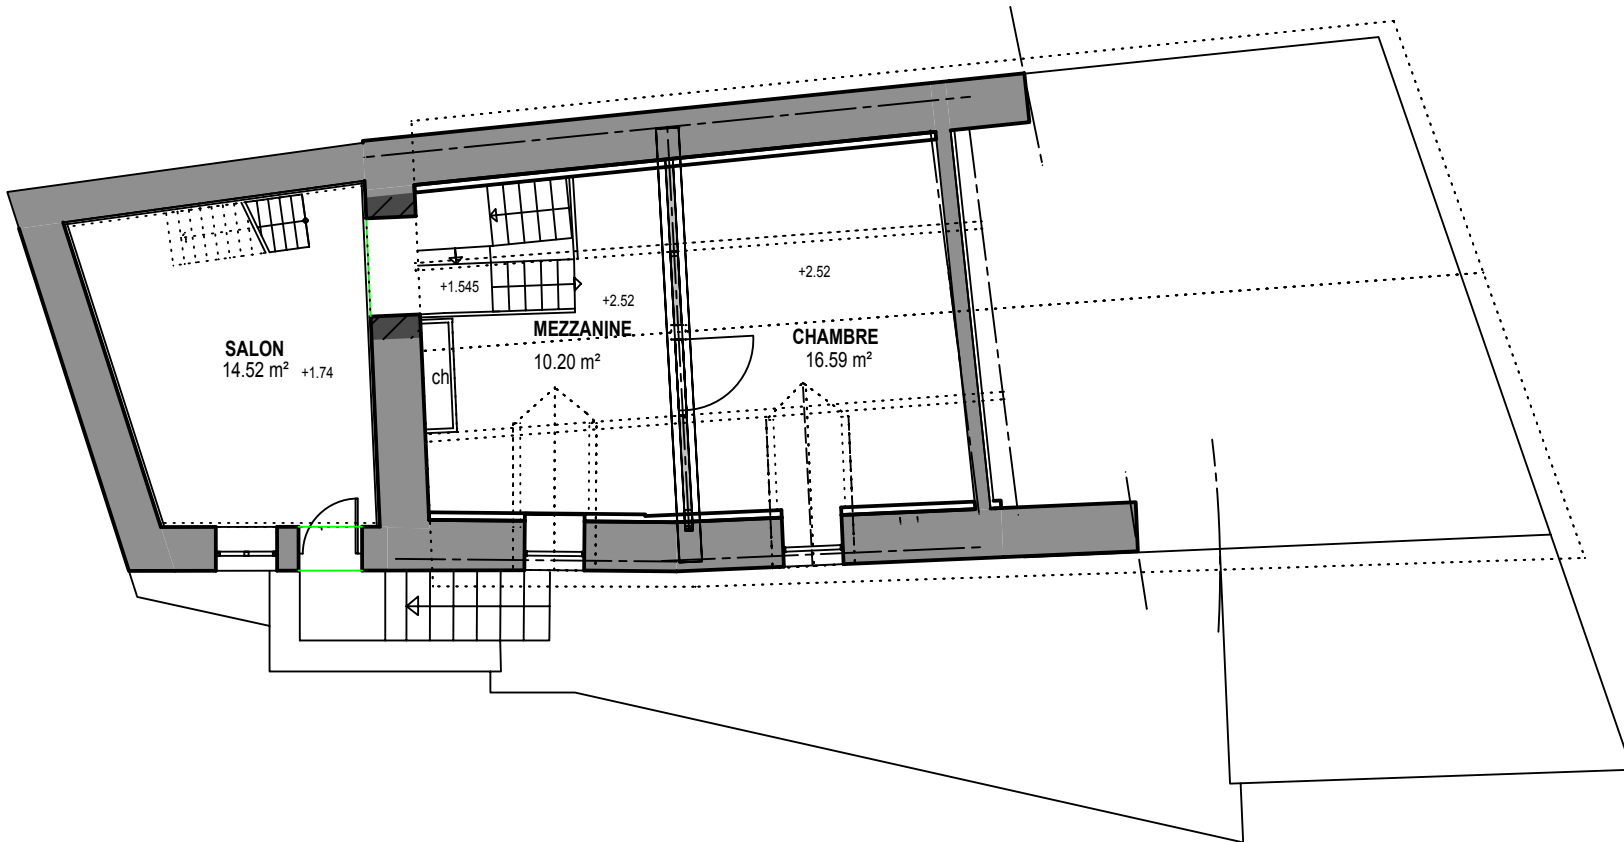 SALON
14.52 m²
+1.74
+1.545
+2.52
MEZZANINE
10.20 m²
ch
+2.52
CHAMBRE
16.59 m²